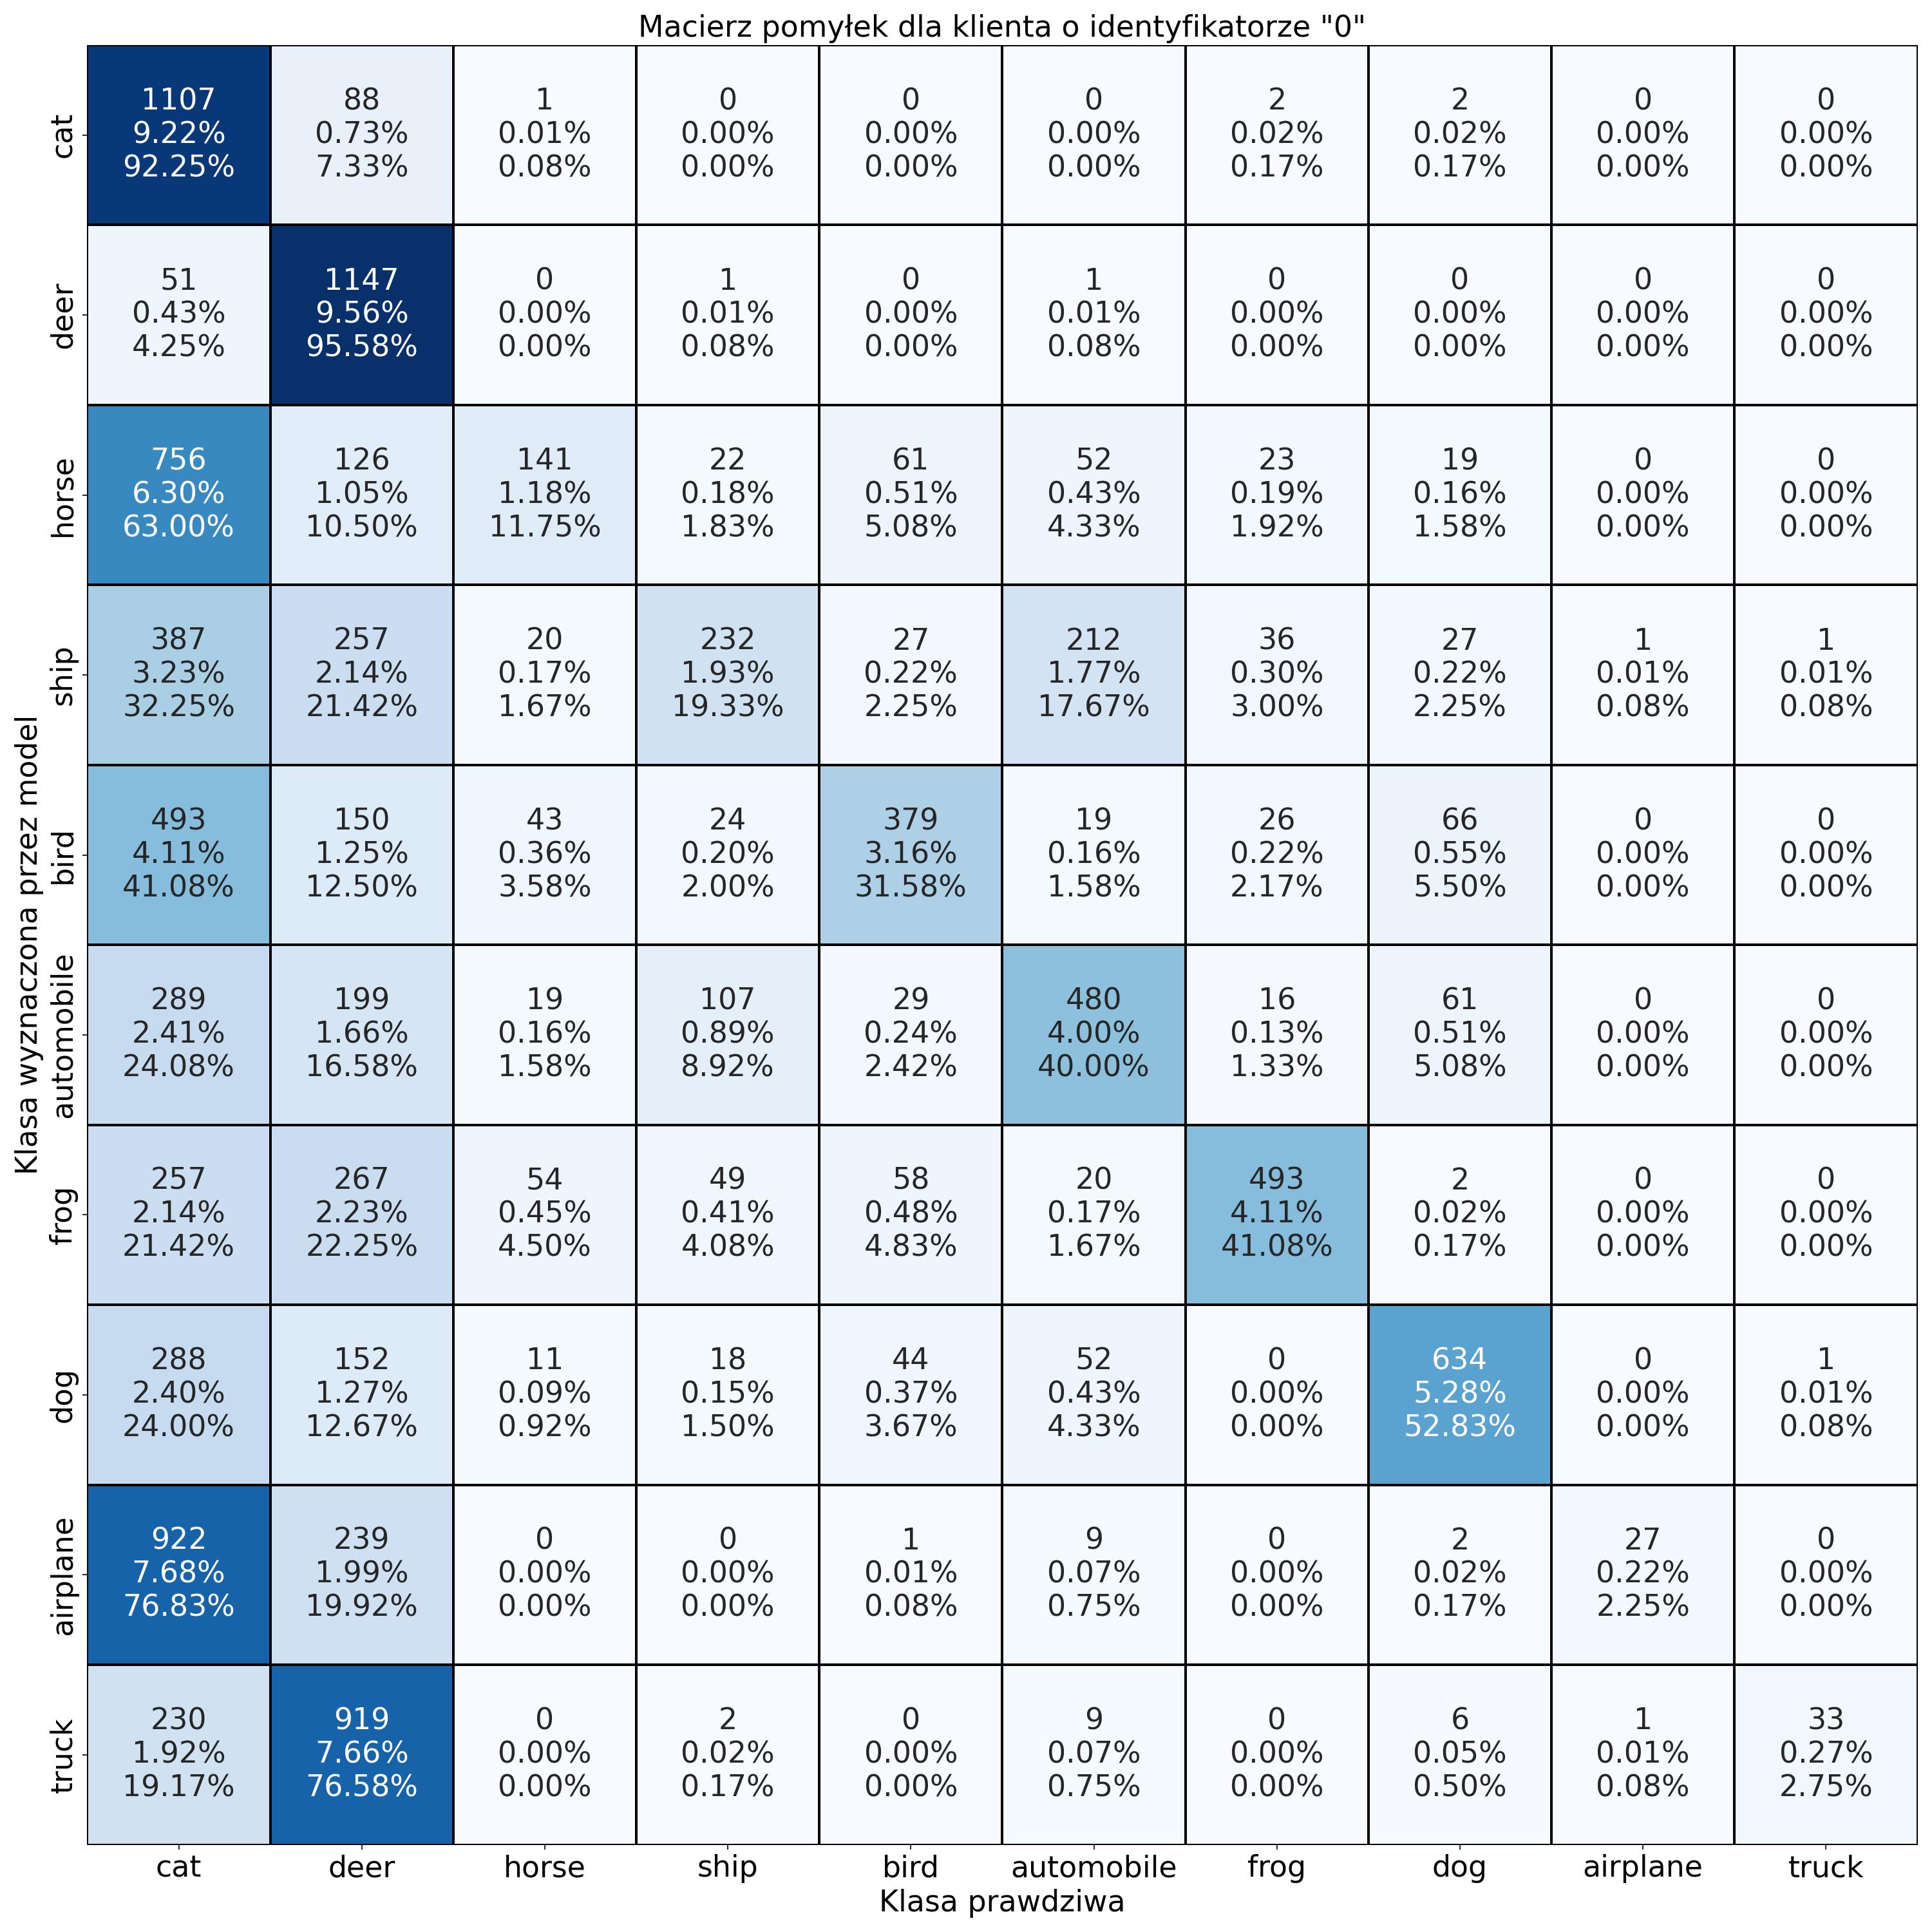 Macierz pomyłek dla klienta o identyfikatorze "0"
Klasa wyznaczona przez model
cat
1107 88 1 0 0 0 2 2 0 0
9.22% 0.73% 0.01% 0.00% 0.00% 0.00% 0.02% 0.02% 0.00% 0.00%
92.25% 7.33% 0.08% 0.00% 0.00% 0.00% 0.17% 0.17% 0.00% 0.00%
deer
51 1147 0 1 0 1 0 0 0 0
0.43% 9.56% 0.00% 0.01% 0.00% 0.01% 0.00% 0.00% 0.00% 0.00%
4.25% 95.58% 0.00% 0.08% 0.00% 0.08% 0.00% 0.00% 0.00% 0.00%
horse
756 126 141 22 61 52 23 19 0 0
6.30% 1.05% 1.18% 0.18% 0.51% 0.43% 0.19% 0.16% 0.00% 0.00%
63.00% 10.50% 11.75% 1.83% 5.08% 4.33% 1.92% 1.58% 0.00% 0.00%
ship
387 257 20 232 27 212 36 27 1 1
3.23% 2.14% 0.17% 1.93% 0.22% 1.77% 0.30% 0.22% 0.01% 0.01%
32.25% 21.42% 1.67% 19.33% 2.25% 17.67% 3.00% 2.25% 0.08% 0.08%
bird
493 150 43 24 379 19 26 66 0 0
4.11% 1.25% 0.36% 0.20% 3.16% 0.16% 0.22% 0.55% 0.00% 0.00%
41.08% 12.50% 3.58% 2.00% 31.58% 1.58% 2.17% 5.50% 0.00% 0.00%
automobile
289 199 19 107 29 480 16 61 0 0
2.41% 1.66% 0.16% 0.89% 0.24% 4.00% 0.13% 0.51% 0.00% 0.00%
24.08% 16.58% 1.58% 8.92% 2.42% 40.00% 1.33% 5.08% 0.00% 0.00%
frog
257 267 54 49 58 20 493 2 0 0
2.14% 2.23% 0.45% 0.41% 0.48% 0.17% 4.11% 0.02% 0.00% 0.00%
21.42% 22.25% 4.50% 4.08% 4.83% 1.67% 41.08% 0.17% 0.00% 0.00%
dog
288 152 11 18 44 52 0 634 0 1
2.40% 1.27% 0.09% 0.15% 0.37% 0.43% 0.00% 5.28% 0.00% 0.01%
24.00% 12.67% 0.92% 1.50% 3.67% 4.33% 0.00% 52.83% 0.00% 0.08%
airplane
922 239 0 0 1 9 0 2 27 0
7.68% 1.99% 0.00% 0.00% 0.01% 0.07% 0.00% 0.02% 0.22% 0.00%
76.83% 19.92% 0.00% 0.00% 0.08% 0.75% 0.00% 0.17% 2.25% 0.00%
truck
230 919 0 2 0 9 0 6 1 33
1.92% 7.66% 0.00% 0.02% 0.00% 0.07% 0.00% 0.05% 0.01% 0.27%
19.17% 76.58% 0.00% 0.17% 0.00% 0.75% 0.00% 0.50% 0.08% 2.75%
cat deer horse ship bird automobile frog dog airplane truck
Klasa prawdziwa